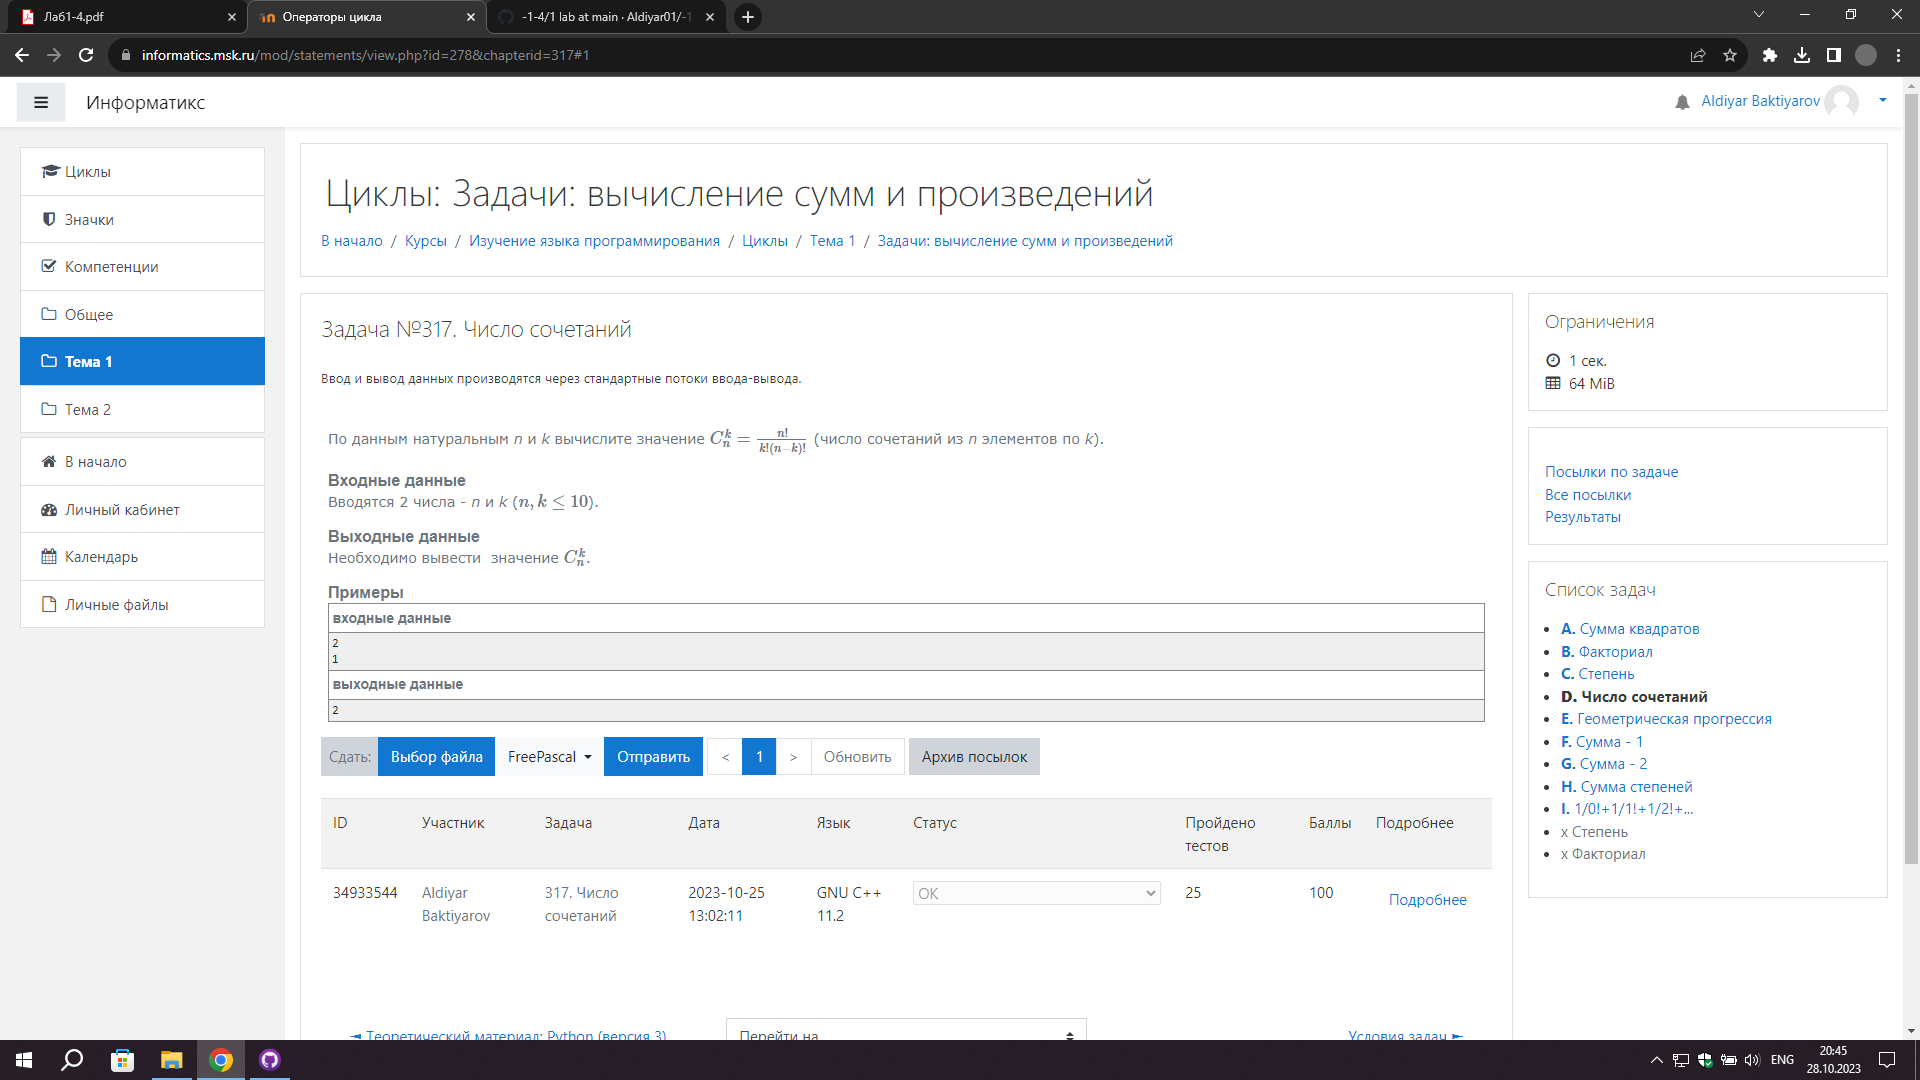 Лаб1-4.pdf
Операторы цикла
-1-4/1 lab at main · Aldiyar01/-1
informatics.msk.ru/mod/statements/view.php?id=278&chapterid=317#1
Информатикс
Aldiyar Baktiyarov
Циклы
Значки
Компетенции
Общее
Тема 1
Тема 2
В начало
Личный кабинет
Календарь
Личные файлы
Циклы: Задачи: вычисление сумм и произведений
В начало / Курсы / Изучение языка программирования / Циклы / Тема 1 / Задачи: вычисление сумм и произведений
Задача №317. Число сочетаний
Ввод и вывод данных производятся через стандартные потоки ввода-вывода.
По данным натуральным n и k вычислите значение $C_n^k = \frac{n!}{k!(n-k)!}$ (число сочетаний из n элементов по k).
Входные данные
Вводятся 2 числа - n и k (n, k ≤ 10).
Выходные данные
Необходимо вывести значение $C_n^k$.
Примеры
входные данные
2
1
выходные данные
2
Сдать: Выбор файла FreePascal Отправить < 1 > Обновить Архив посылок
ID Участник Задача Дата Язык Статус Пройдено тестов Баллы Подробнее
34933544 Aldiyar Baktiyarov 317. Число сочетаний 2023-10-25 13:02:11 GNU C++ 11.2 OK 25 100 Подробнее
◄ Теоретический материал: Python (версия 3)
Перейти на...
Условия задач ►
Ограничения
1 сек.
64 MiB
Посылки по задаче
Все посылки
Результаты
Список задач
A. Сумма квадратов
B. Факториал
C. Степень
D. Число сочетаний
E. Геометрическая прогрессия
F. Сумма - 1
G. Сумма - 2
H. Сумма степеней
I. 1/0!+1/1!+1/2!+...
x Степень
x Факториал
ENG
20:45
28.10.2023